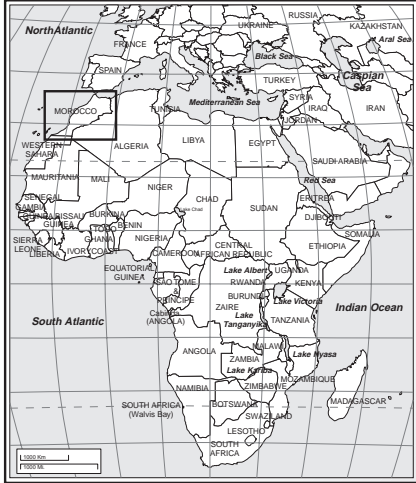 RUSSIA
NorthAtlantic
UKRAINE
KAZAKHSTAN
Aral Sea
FRANCE
Black Sea
SPAIN
TURKEY
Caspian
Sea
MOROCCO
TUNISIA
Mediterranean Sea
SYRIA
IRAQ
IRAN
JORDAN
WESTERN
SAHARA
ALGERIA
LIBYA
EGYPT
SAUDI ARABIA
MAURITANIA
MALI
NIGER
Red Sea
SENEGAL
GAMBIA
GUINEA BISSAU
GUINEA
BURKINA
CHAD
Lake Chad
SUDAN
ERITREA
DJIBOUTI
SIERRA
LEONE
LIBERIA
IVORY COAST
GHANA
TOGO
BENIN
NIGERIA
CAMEROON
CENTRAL
AFRICAN REPUBLIC
ETHIOPIA
SOMALIA
EQUATORIAL
GUINEA
SAO TOME
&
PRINCIPE
Lake Albert
UGANDA
KENYA
RWANDA
BURUNDI
Lake Victoria
ZAIRE
Cabinda
(ANGOLA)
Lake
Tanganyika
TANZANIA
South Atlantic
Indian Ocean
ANGOLA
MALAWI
Lake Nyasa
ZAMBIA
Lake Kariba
MOZAMBIQUE
ZIMBABWE
NAMIBIA
MADAGASCAR
SOUTH AFRICA
(Walvis Bay)
BOTSWANA
SWAZILAND
LESOTHO
SOUTH
AFRICA
1000 Km
1000 Mi.